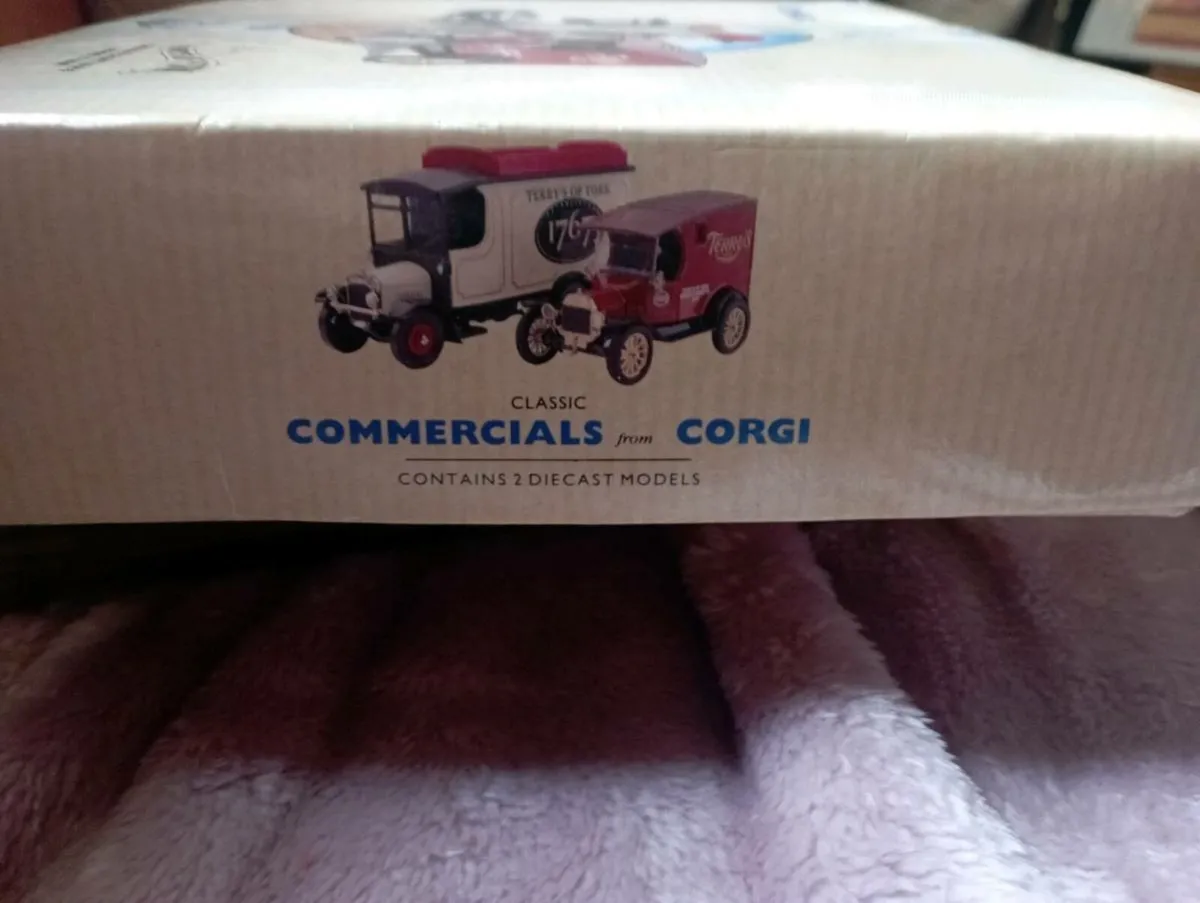 TERRY'S OF YORK
1767
TERRY'S
CLASSIC
COMMERCIALS from CORGI
CONTAINS 2 DIECAST MODELS